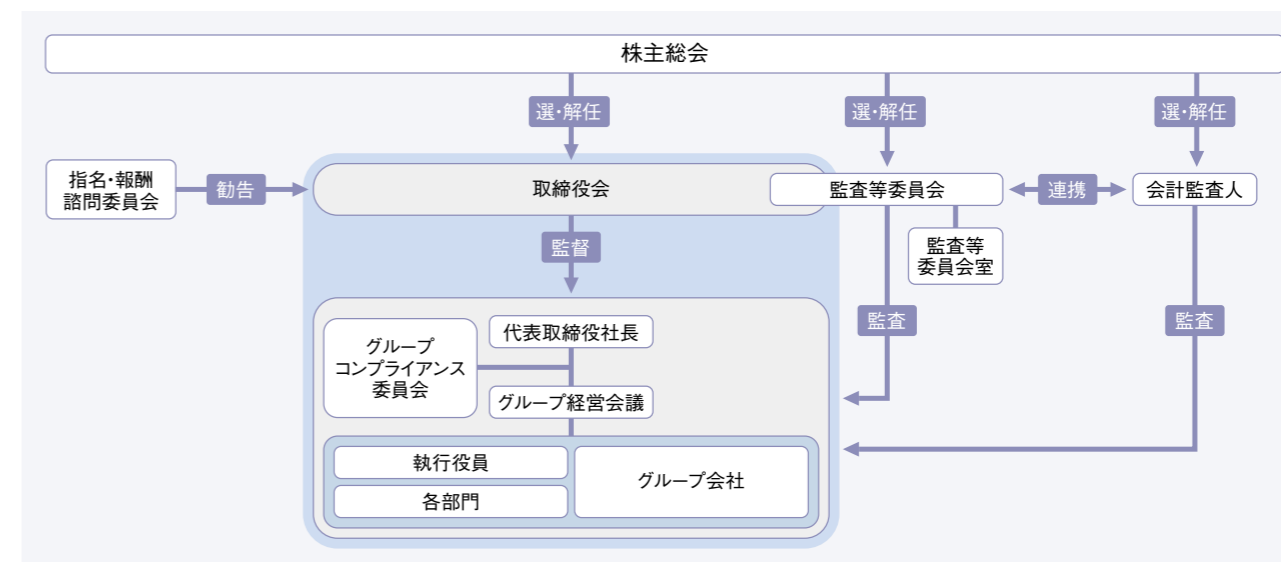 株主総会
選・解任
選・解任
選・解任
指名・報酬
諮問委員会
勧告
取締役会
監査等委員会
連携
会計監査人
監督
監査等
委員会室
監査
監査
代表取締役社長
グループ
コンプライアンス
委員会
グループ経営会議
執行役員
各部門
グループ会社